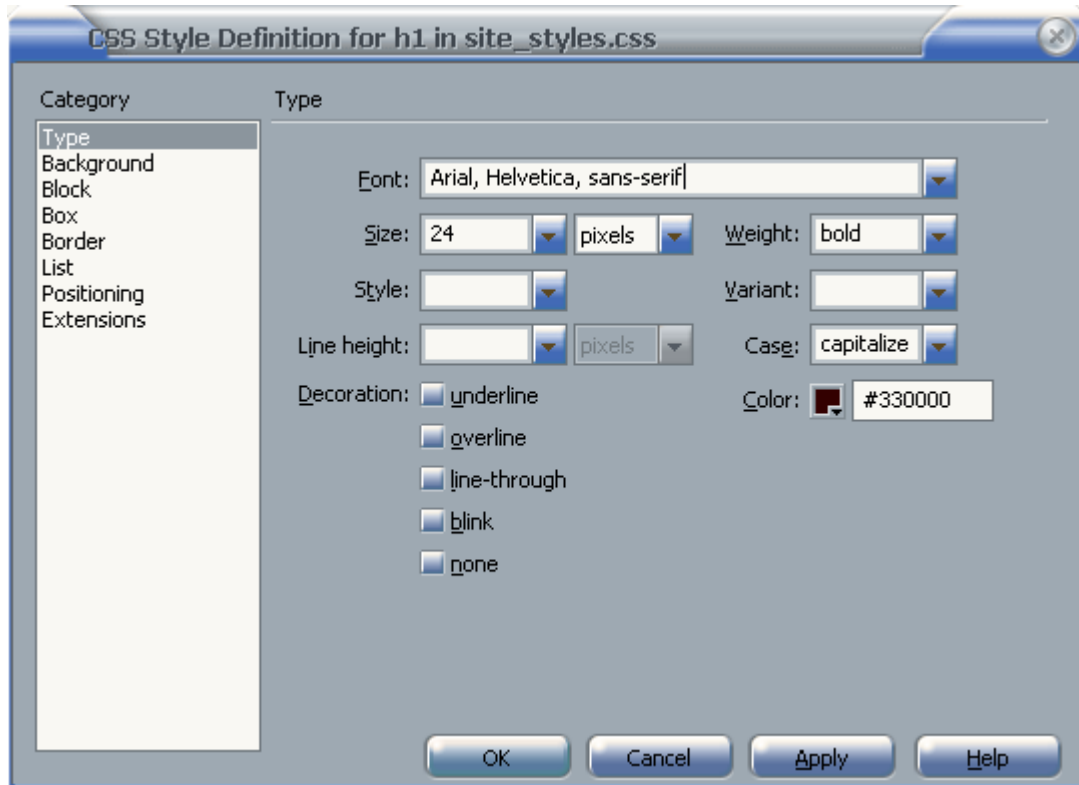 CSS Style Definition for h1 in site_styles.css
Category
Type
Type
Background
Block
Box
Border
List
Positioning
Extensions
Font: Arial, Helvetica, sans-serif
Size: 24 pixels Weight: bold
Style: Variant:
Line height: pixels Case: capitalize
Decoration: underline Color: #330000
overline
line-through
blink
none
OK Cancel Apply Help